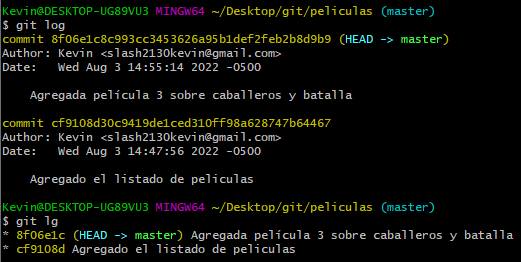 Kevin@DESKTOP-UG89VU3 MINGW64 ~/Desktop/git/peliculas (master)
$ git log
commit 8f06e1c8c993cc3453626a95b1def2feb2b8d9b9 (HEAD -> master)
Author: Kevin <slash2130kevin@gmail.com>
Date:   Wed Aug 3 14:55:14 2022 -0500
    Agregada película 3 sobre caballeros y batalla
commit cf9108d30c9419de1ced310ff98a628747b64467
Author: Kevin <slash2130kevin@gmail.com>
Date:   Wed Aug 3 14:47:56 2022 -0500
    Agregado el listado de peliculas
Kevin@DESKTOP-UG89VU3 MINGW64 ~/Desktop/git/peliculas (master)
$ git lg
* 8f06e1c (HEAD -> master) Agregada película 3 sobre caballeros y batalla
* cf9108d Agregado el listado de peliculas